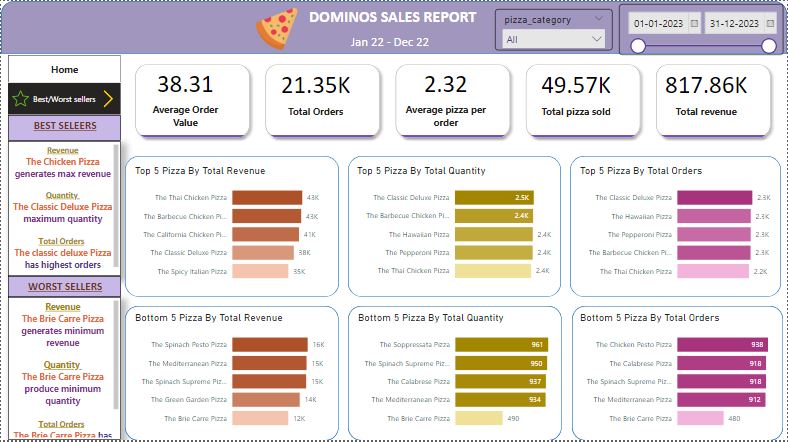 DOMINOS SALES REPORT
Jan 22 - Dec 22
pizza_category
All
01-01-2023
31-12-2023
Home
Best/Worst sellers
BEST SELEERS
Revenue
The Chicken Pizza
generates max revenue
Quantity
The Classic Deluxe Pizza
maximum quantity
Total Orders
The classic deluxe Pizza
has highest orders
WORST SELLERS
Revenue
The Brie Carre Pizza
generates minimum
revenue
Quantity
The Brie Carre Pizza
produce minimum
quantity
Total Orders
The Brie Carre Pizza has
38.31
Average Order
Value
21.35K
Total Orders
2.32
Average pizza per
order
49.57K
Total pizza sold
817.86K
Total revenue
Top 5 Pizza By Total Revenue
The Thai Chicken Pizza 43K
The Barbecue Chicken Pi... 43K
The California Chicken Pi... 41K
The Classic Deluxe Pizza 38K
The Spicy Italian Pizza 35K
Top 5 Pizza By Total Quantity
The Classic Deluxe Pizza 2.5K
The Barbecue Chicken Pi... 2.4K
The Hawaiian Pizza 2.4K
The Pepperoni Pizza 2.4K
The Thai Chicken Pizza 2.4K
Top 5 Pizza By Total Orders
The Classic Deluxe Pizza 2.3K
The Hawaiian Pizza 2.3K
The Pepperoni Pizza 2.3K
The Barbecue Chicken Pi... 2.3K
The Thai Chicken Pizza 2.2K
Bottom 5 Pizza By Total Revenue
The Spinach Pesto Pizza 16K
The Mediterranean Pizza 15K
The Spinach Supreme Piz... 15K
The Green Garden Pizza 14K
The Brie Carre Pizza 12K
Bottom 5 Pizza By Total Quantity
The Soppressata Pizza 961
The Spinach Supreme Piz... 950
The Calabrese Pizza 937
The Mediterranean Pizza 934
The Brie Carre Pizza 490
Bottom 5 Pizza By Total Orders
The Chicken Pesto Pizza 938
The Calabrese Pizza 918
The Spinach Supreme Piz... 918
The Mediterranean Pizza 912
The Brie Carre Pizza 480